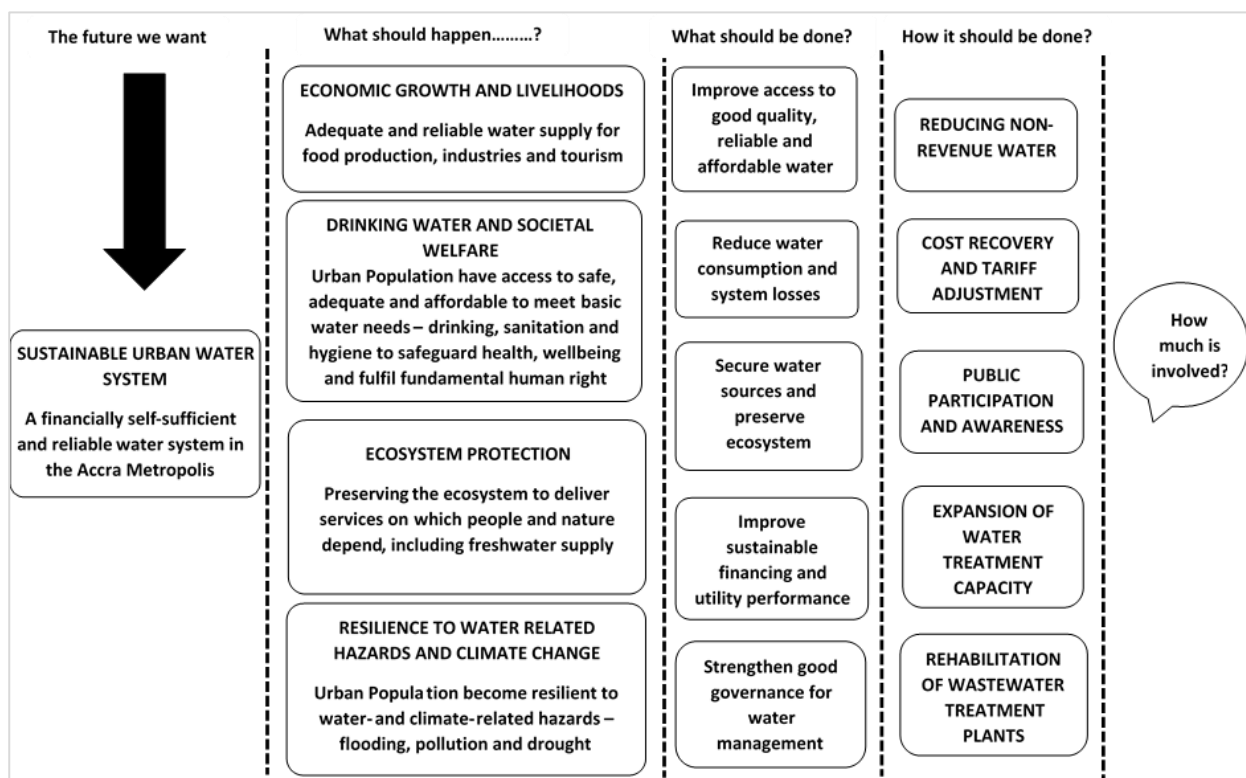 The future we want
SUSTAINABLE URBAN WATER
SYSTEM
A financially self-sufficient
and reliable water system in
the Accra Metropolis
What should happen………?
ECONOMIC GROWTH AND LIVELIHOODS
Adequate and reliable water supply for
food production, industries and tourism
DRINKING WATER AND SOCIETAL
WELFARE
Urban Population have access to safe,
adequate and affordable to meet basic
water needs – drinking, sanitation and
hygiene to safeguard health, wellbeing
and fulfil fundamental human right
ECOSYSTEM PROTECTION
Preserving the ecosystem to deliver
services on which people and nature
depend, including freshwater supply
RESILIENCE TO WATER RELATED
HAZARDS AND CLIMATE CHANGE
Urban Population become resilient to
water- and climate-related hazards –
flooding, pollution and drought
What should be done?
Improve access to
good quality,
reliable and
affordable water
Reduce water
consumption and
system losses
Secure water
sources and
preserve
ecosystem
Improve
sustainable
financing and
utility performance
Strengthen good
governance for
water
management
How it should be done?
REDUCING NON-
REVENUE WATER
COST RECOVERY
AND TARIFF
ADJUSTMENT
PUBLIC
PARTICIPATION
AND AWARENESS
EXPANSION OF
WATER
TREATMENT
CAPACITY
REHABILITATION
OF WASTEWATER
TREATMENT
PLANTS
How
much is
involved?